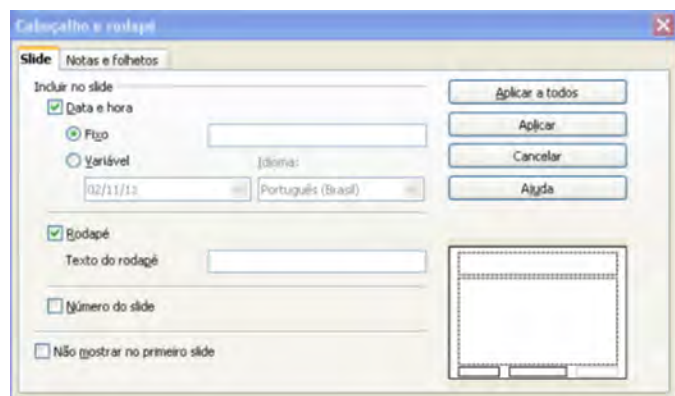 Cabeçalho e rodapé
Slide Notas e folhetos
Incluir no slide
Data e hora
Fixo
Variável Idioma:
02/11/11 Português (Brasil)
Rodapé
Texto do rodapé
Número do slide
Não mostrar no primeiro slide
Aplicar a todos
Aplicar
Cancelar
Ajuda